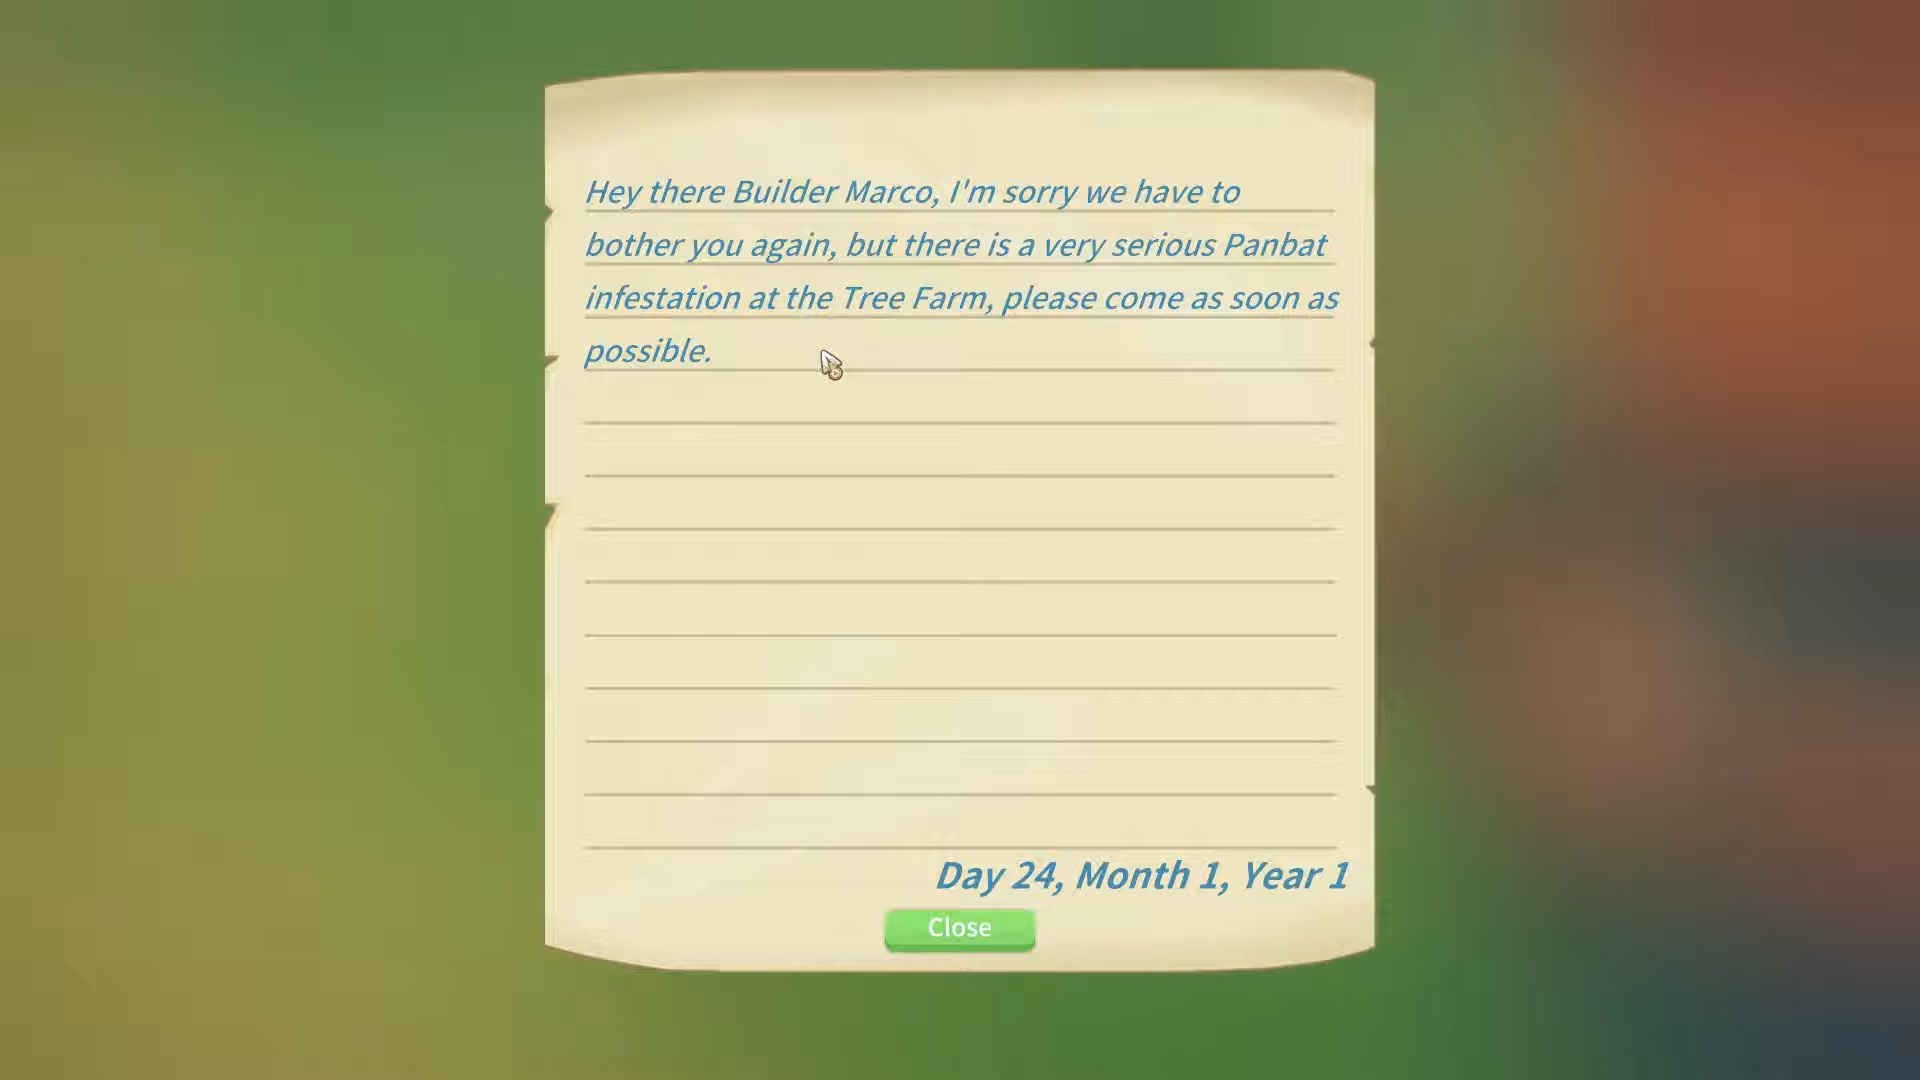 Hey there Builder Marco, I'm sorry we have to
bother you again, but there is a very serious Panbat
infestation at the Tree Farm, please come as soon as
possible.
Day 24, Month 1, Year 1
Close